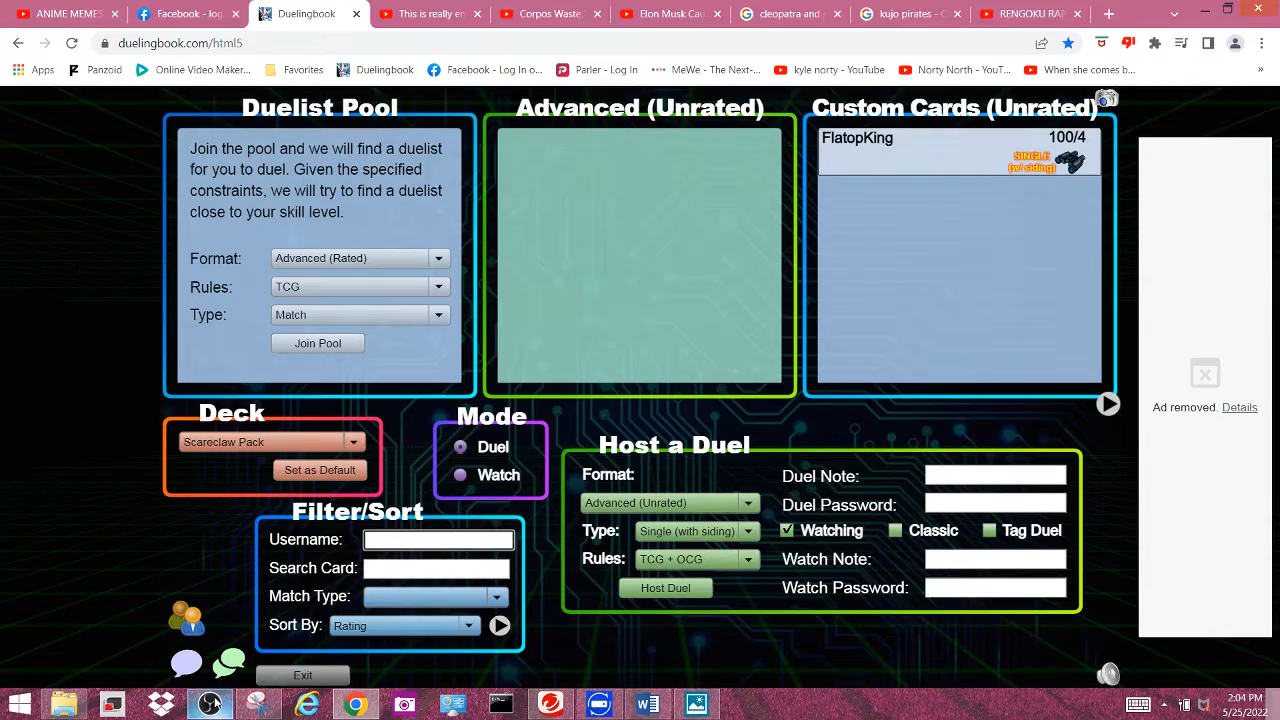 ANIME MEMES
Facebook - log
Duelingbook
This is really en
Corpos Waste
Elon Musk Cau
cleopatra and
kujo pirates -
RENGOKU RAP
duelingbook.com/html5
Apps
Panzoid
Online Video Maker...
Favorites
Duelingbook
Facebook - Log In o...
Parler - Log In
MeWe - The Next-...
kyle norty - YouTube
Norty North - YouT...
When she comes b...
Duelist Pool
Join the pool and we will find a duelist
for you to duel. Given the specified
constraints, we will try to find a duelist
close to your skill level.
Format:
Advanced (Rated)
Rules:
TCG
Type:
Match
Join Pool
Advanced (Unrated)
Custom Cards (Unrated)
FlatopKing
100/4
SINGLE
(w/ siding)
Ad removed. Details
Deck
Scareclaw Pack
Set as Default
Mode
Duel
Watch
Filter/Sort
Username:
Search Card:
Match Type:
Sort By:
Rating
Exit
Host a Duel
Format:
Advanced (Unrated)
Type:
Single (with siding)
Rules:
TCG + OCG
Host Duel
Duel Note:
Duel Password:
Watching
Classic
Tag Duel
Watch Note:
Watch Password:
2:04 PM
5/25/2022